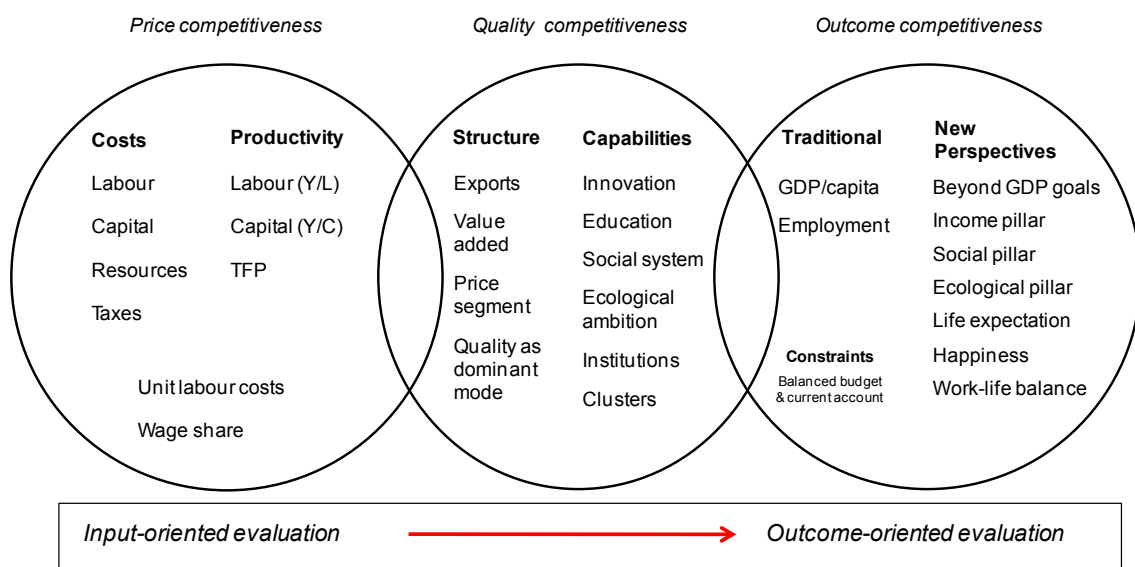 Price competitiveness
Quality competitiveness
Outcome competitiveness
Costs
Labour
Capital
Resources
Taxes
Productivity
Labour (Y/L)
Capital (Y/C)
TFP
Unit labour costs
Wage share
Structure
Exports
Value
added
Price
segment
Quality as
dominant
mode
Capabilities
Innovation
Education
Social system
Ecological
ambition
Institutions
Clusters
Traditional
GDP/capita
Employment
Constraints
Balanced budget
& current account
New
Perspectives
Beyond GDP goals
Income pillar
Social pillar
Ecological pillar
Life expectation
Happiness
Work-life balance
Input-oriented evaluation
Outcome-oriented evaluation